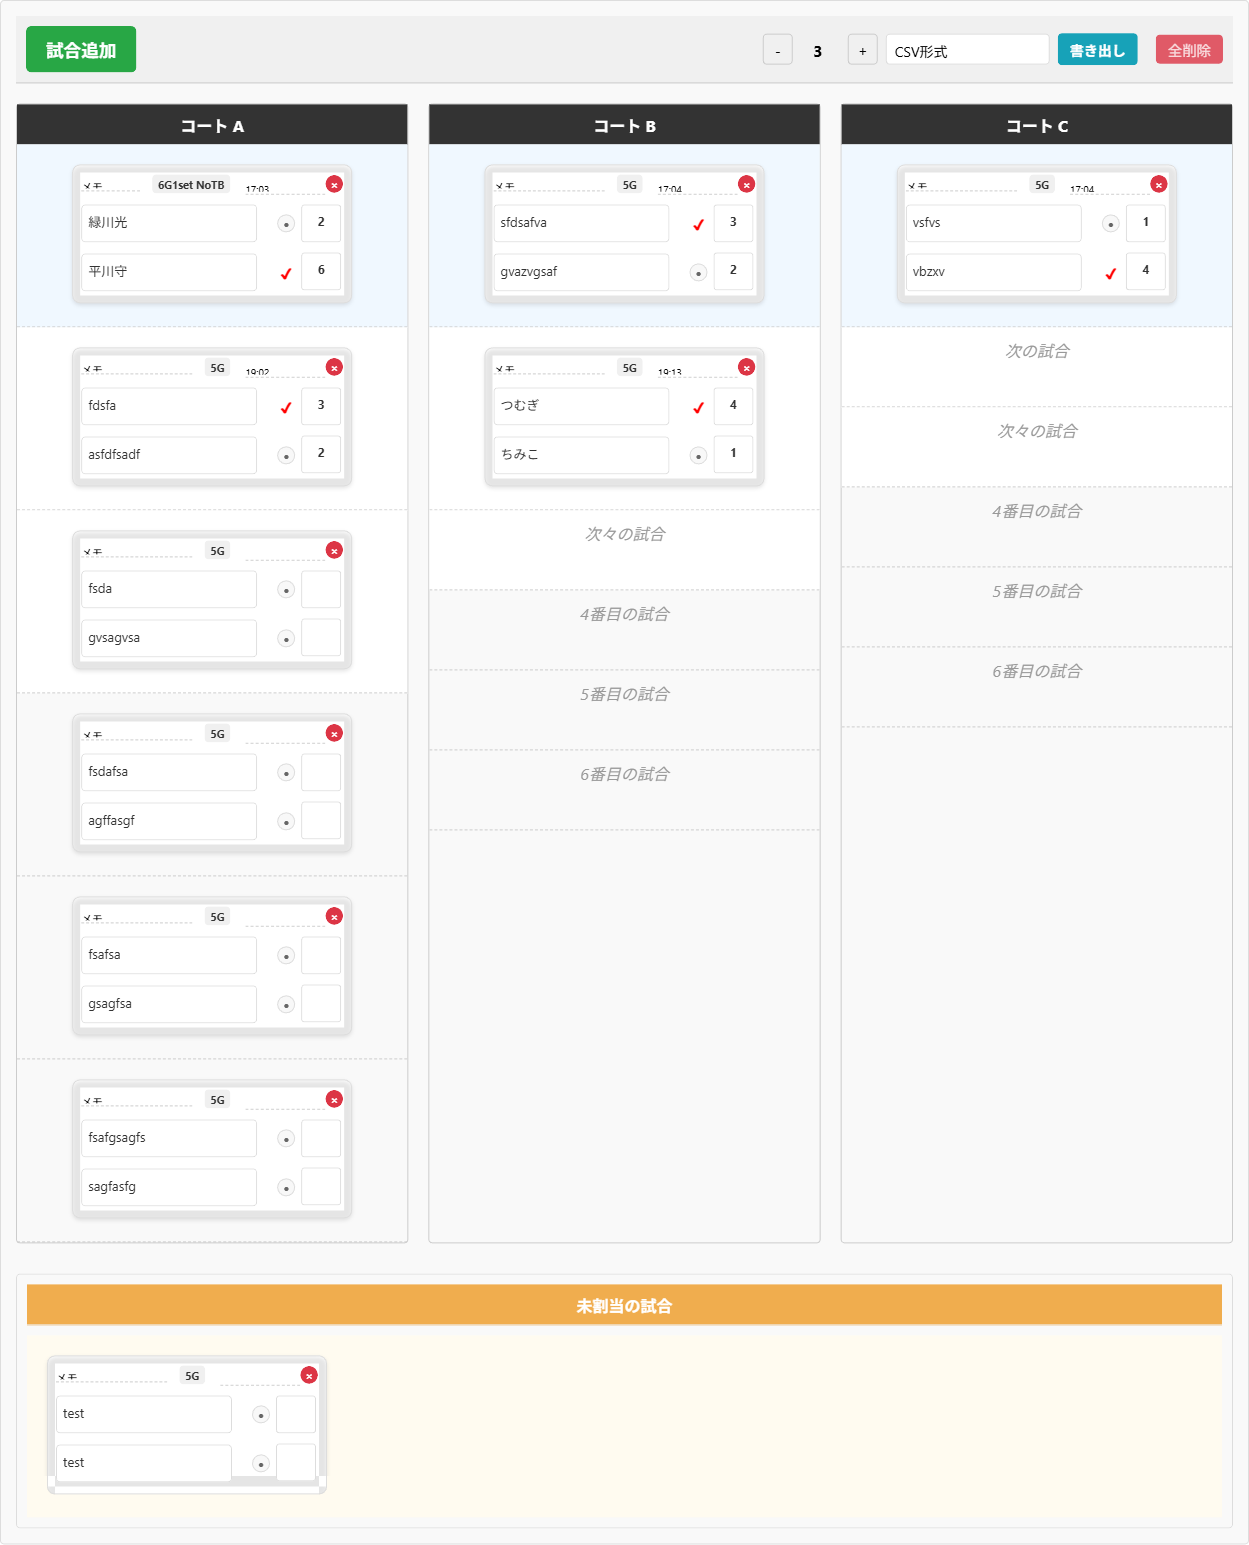 試合追加
-
3
+
CSV形式
書き出し
全削除
コート A
メモ
6G1set NoTB
17:03
×
緑川光
2
平川守
✓
6
メモ
5G
19:02
×
fdsfa
✓
3
asfdfsadf
2
メモ
5G
×
fsda
gvsagvsa
メモ
5G
×
fsdafsa
agffasgf
メモ
5G
×
fsafsa
gsagfsa
メモ
5G
×
fsafgsagfs
sagfasfg
コート B
メモ
5G
17:04
×
sfdsafva
✓
3
gvazvgsaf
2
メモ
5G
19:13
×
つむぎ
✓
4
ちみこ
1
次々の試合
4番目の試合
5番目の試合
6番目の試合
コート C
メモ
5G
17:04
×
vsfvs
1
vbzxv
✓
4
次の試合
次々の試合
4番目の試合
5番目の試合
6番目の試合
未割当の試合
メモ
5G
×
test
test